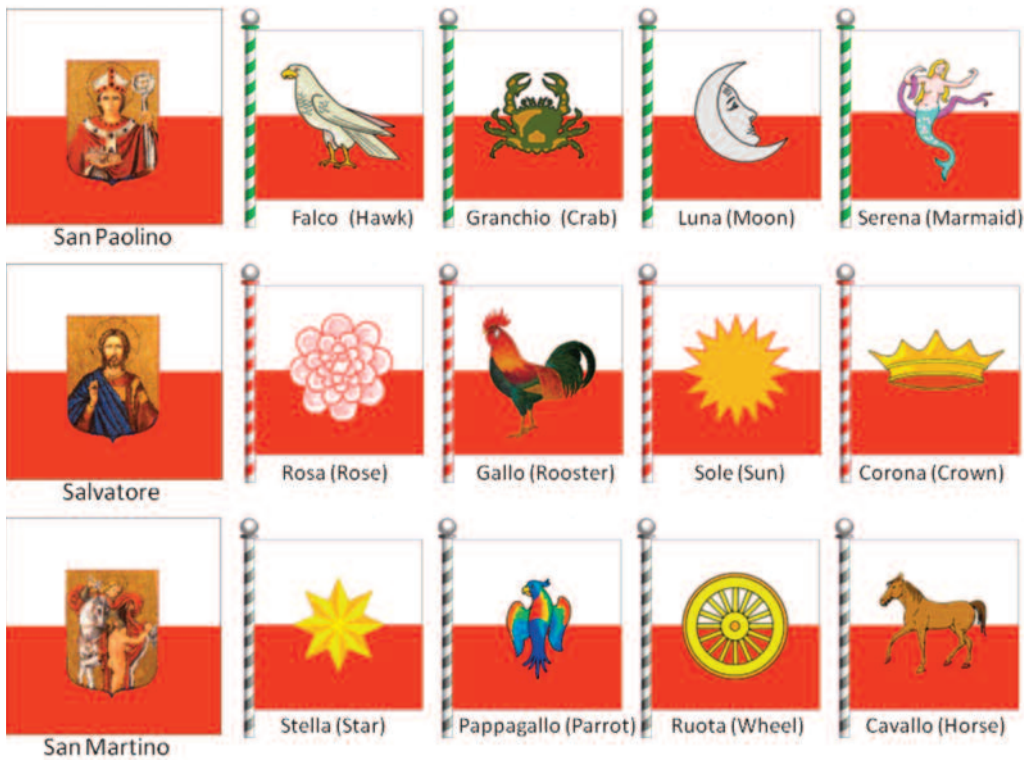 San Paolino
Falco (Hawk)
Granchio (Crab)
Luna (Moon)
Serena (Marmaid)
Salvatore
Rosa (Rose)
Gallo (Rooster)
Sole (Sun)
Corona (Crown)
San Martino
Stella (Star)
Pappagallo (Parrot)
Ruota (Wheel)
Cavallo (Horse)